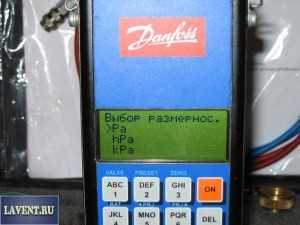 Danfoss
Выбор размернос.
>Pa
hPa
kPa
VALVE PRESET ZERO
ABC DEF GHI ON
1 2 3
JKL MNO PQR DEL
4 5 6
LAVENT.RU